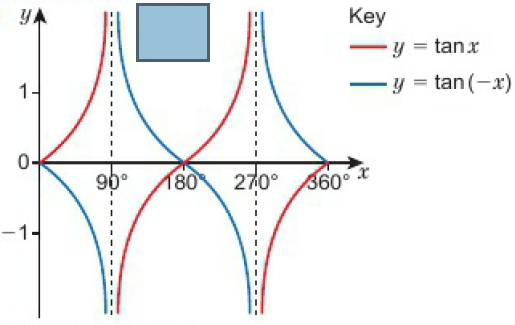 y
Key
y = tan x
y = tan (−x)
1
0
90° 180° 270° 360° x
−1